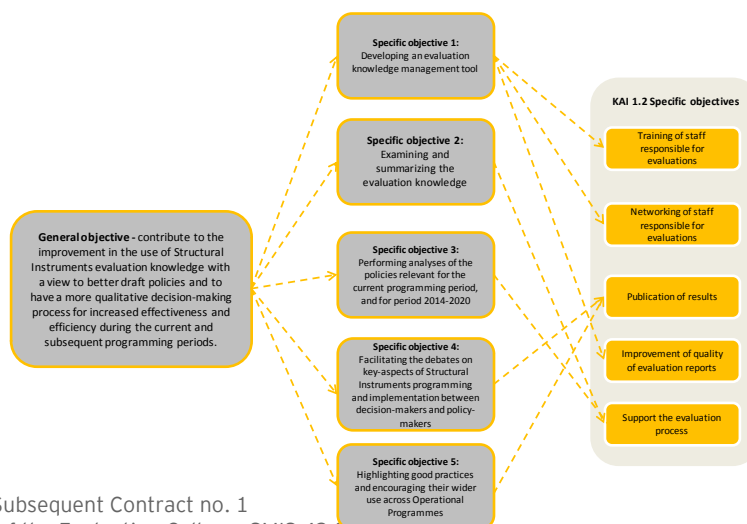 General objective - contribute to the
improvement in the use of Structural
Instruments evaluation knowledge with
a view to better draft policies and to
have a more qualitative decision-making
process for increased effectiveness and
efficiency during the current and
subsequent programming periods.
Specific objective 1:
Developing an evaluation
knowledge management tool
Specific objective 2:
Examining and
summarizing the
evaluation knowledge
Specific objective 3:
Performing analyses of the
policies relevant for the
current programming period,
and for period 2014-2020
Specific objective 4:
Facilitating the debates on
key-aspects of Structural
Instruments programming
and implementation between
decision-makers and policy-
makers
Specific objective 5:
Highlighting good practices
and encouraging their wider
use across Operational
Programmes
KAI 1.2 Specific objectives
Training of staff
responsible for
evaluations
Networking of staff
responsible for
evaluations
Publication of results
Improvement of quality
of evaluation reports
Support the evaluation
process
Subsequent Contract no. 1